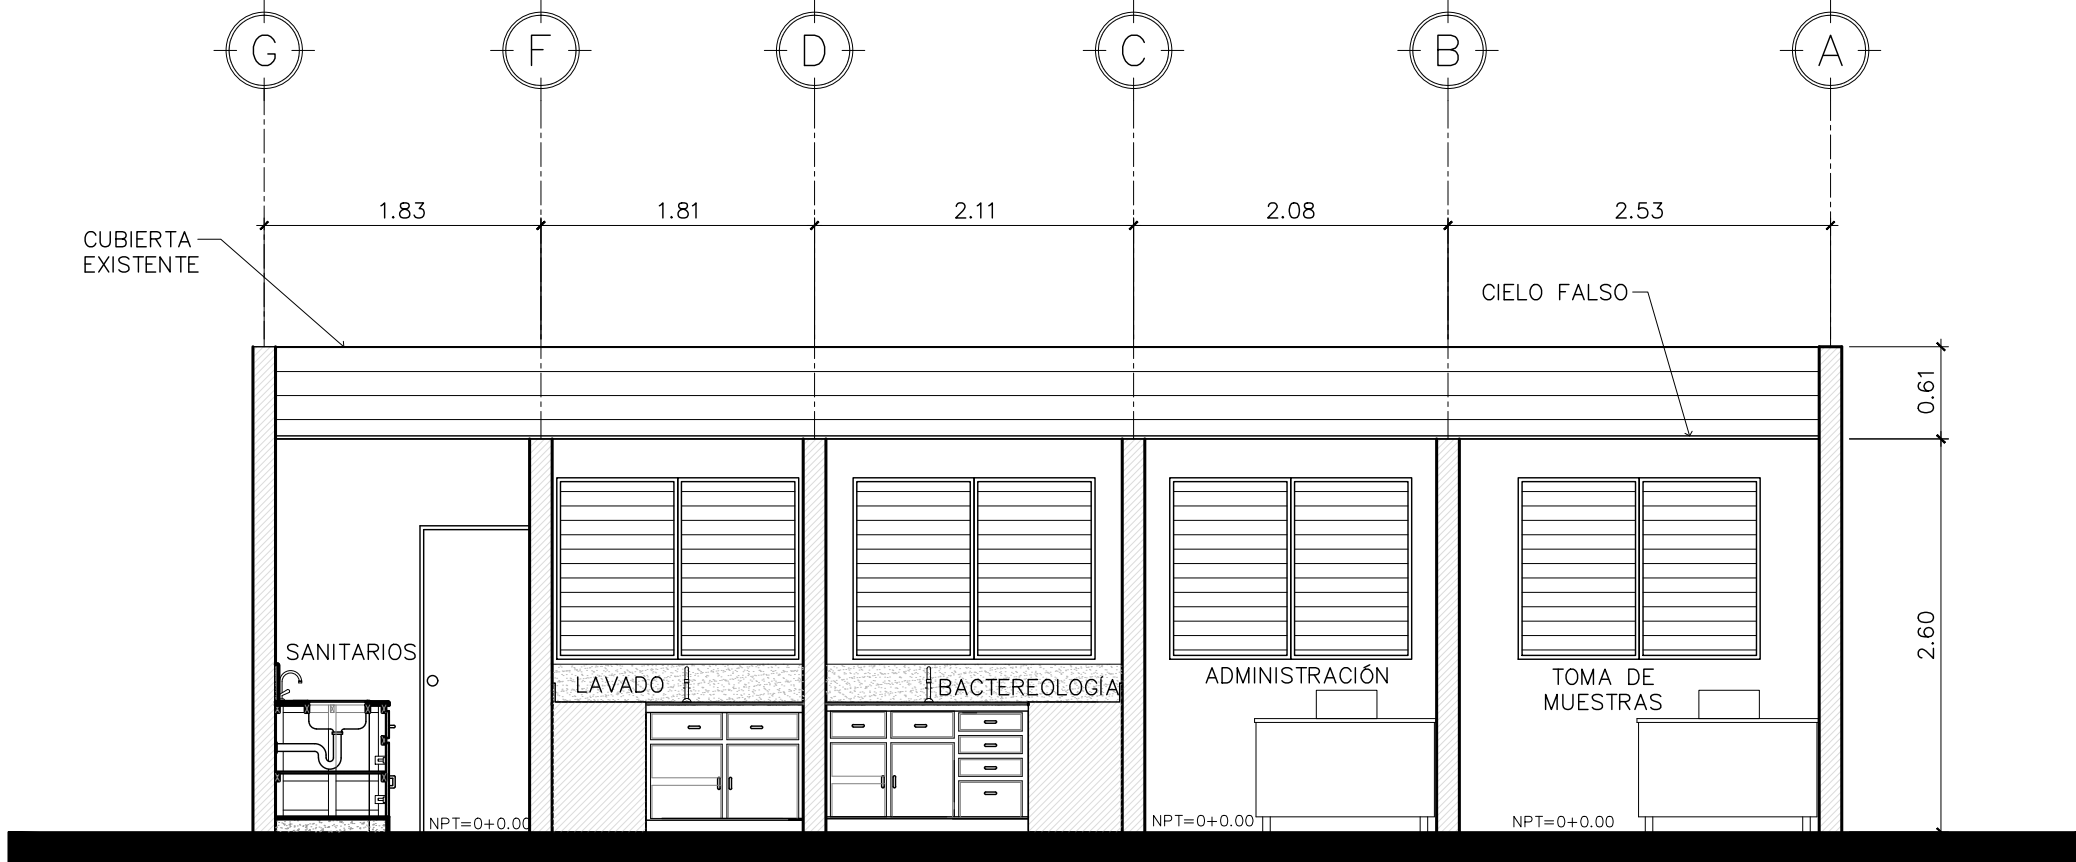 G
F
D
C
B
A
1.83
1.81
2.11
2.08
2.53
CUBIERTA
EXISTENTE
CIELO FALSO
0.61
2.60
SANITARIOS
LAVADO
BACTEREOLOGÍA
ADMINISTRACIÓN
TOMA DE
MUESTRAS
NPT=0+0.00
NPT=0+0.00
NPT=0+0.00